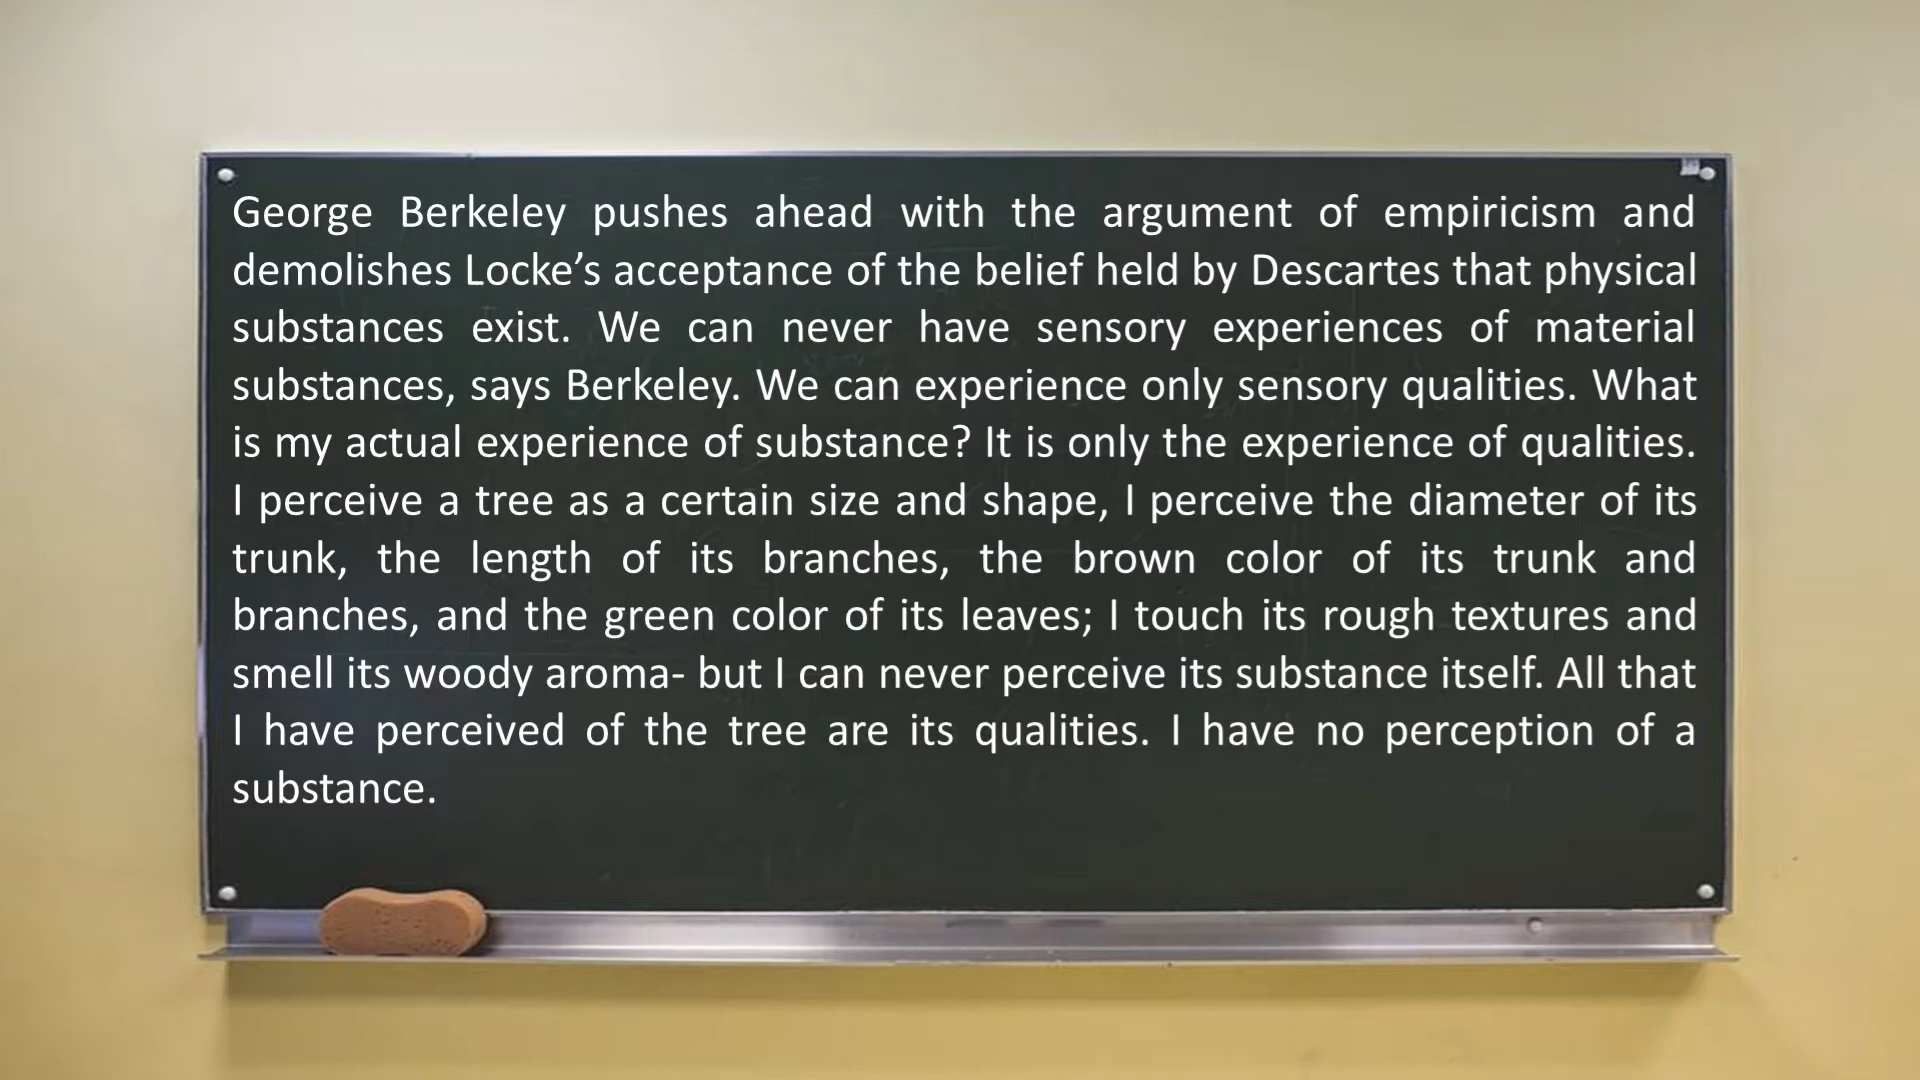 George Berkeley pushes ahead with the argument of empiricism and
demolishes Locke’s acceptance of the belief held by Descartes that physical
substances exist. We can never have sensory experiences of material
substances, says Berkeley. We can experience only sensory qualities. What
is my actual experience of substance? It is only the experience of qualities.
I perceive a tree as a certain size and shape, I perceive the diameter of its
trunk, the length of its branches, the brown color of its trunk and
branches, and the green color of its leaves; I touch its rough textures and
smell its woody aroma- but I can never perceive its substance itself. All that
I have perceived of the tree are its qualities. I have no perception of a
substance.